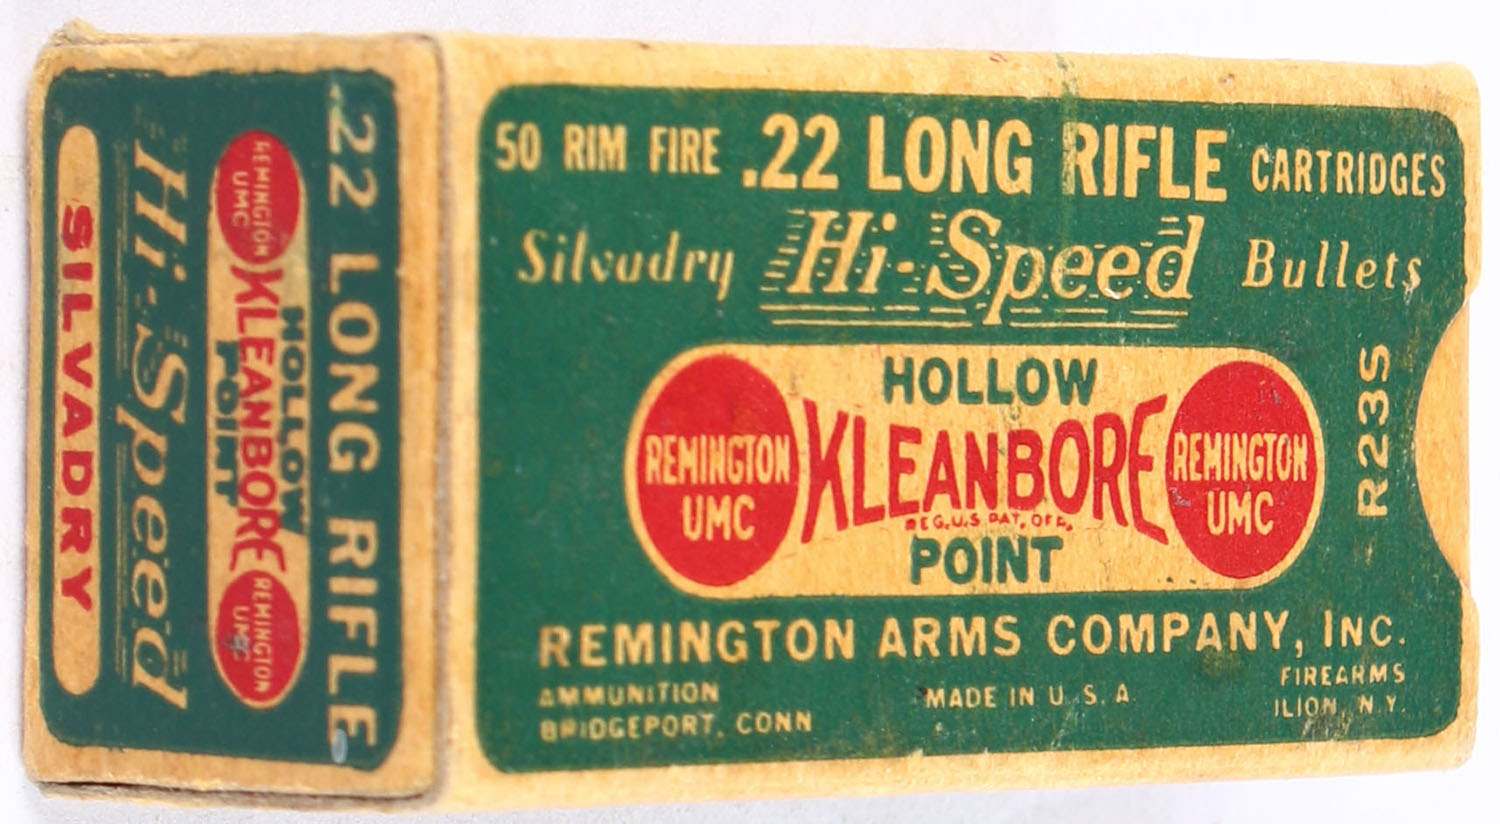 50 RIM FIRE .22 LONG RIFLE CARTRIDGES
Silvadry Hi-Speed Bullets
HOLLOW
REMINGTON UMC KLEANBORE REMINGTON UMC
REG. U.S. PAT. OFF.
POINT
R23S
REMINGTON ARMS COMPANY, INC.
AMMUNITION
BRIDGEPORT, CONN
MADE IN U. S. A.
FIREARMS
ILION, N.Y.
.22 LONG RIFLE
HOLLOW
REMINGTON UMC KLEANBORE REMINGTON UMC
POINT
Hi-Speed
SILVADRY